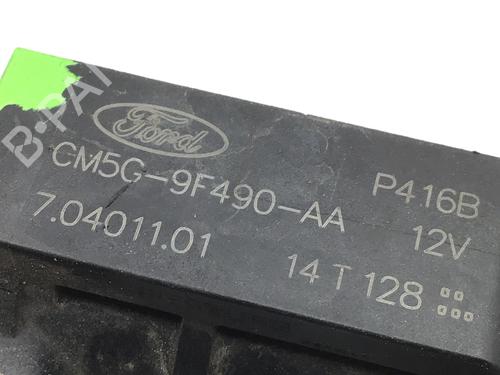 Ford
CM5G-9F490-AA P416B
7.04011.01 12V
14 T 128
B-PA